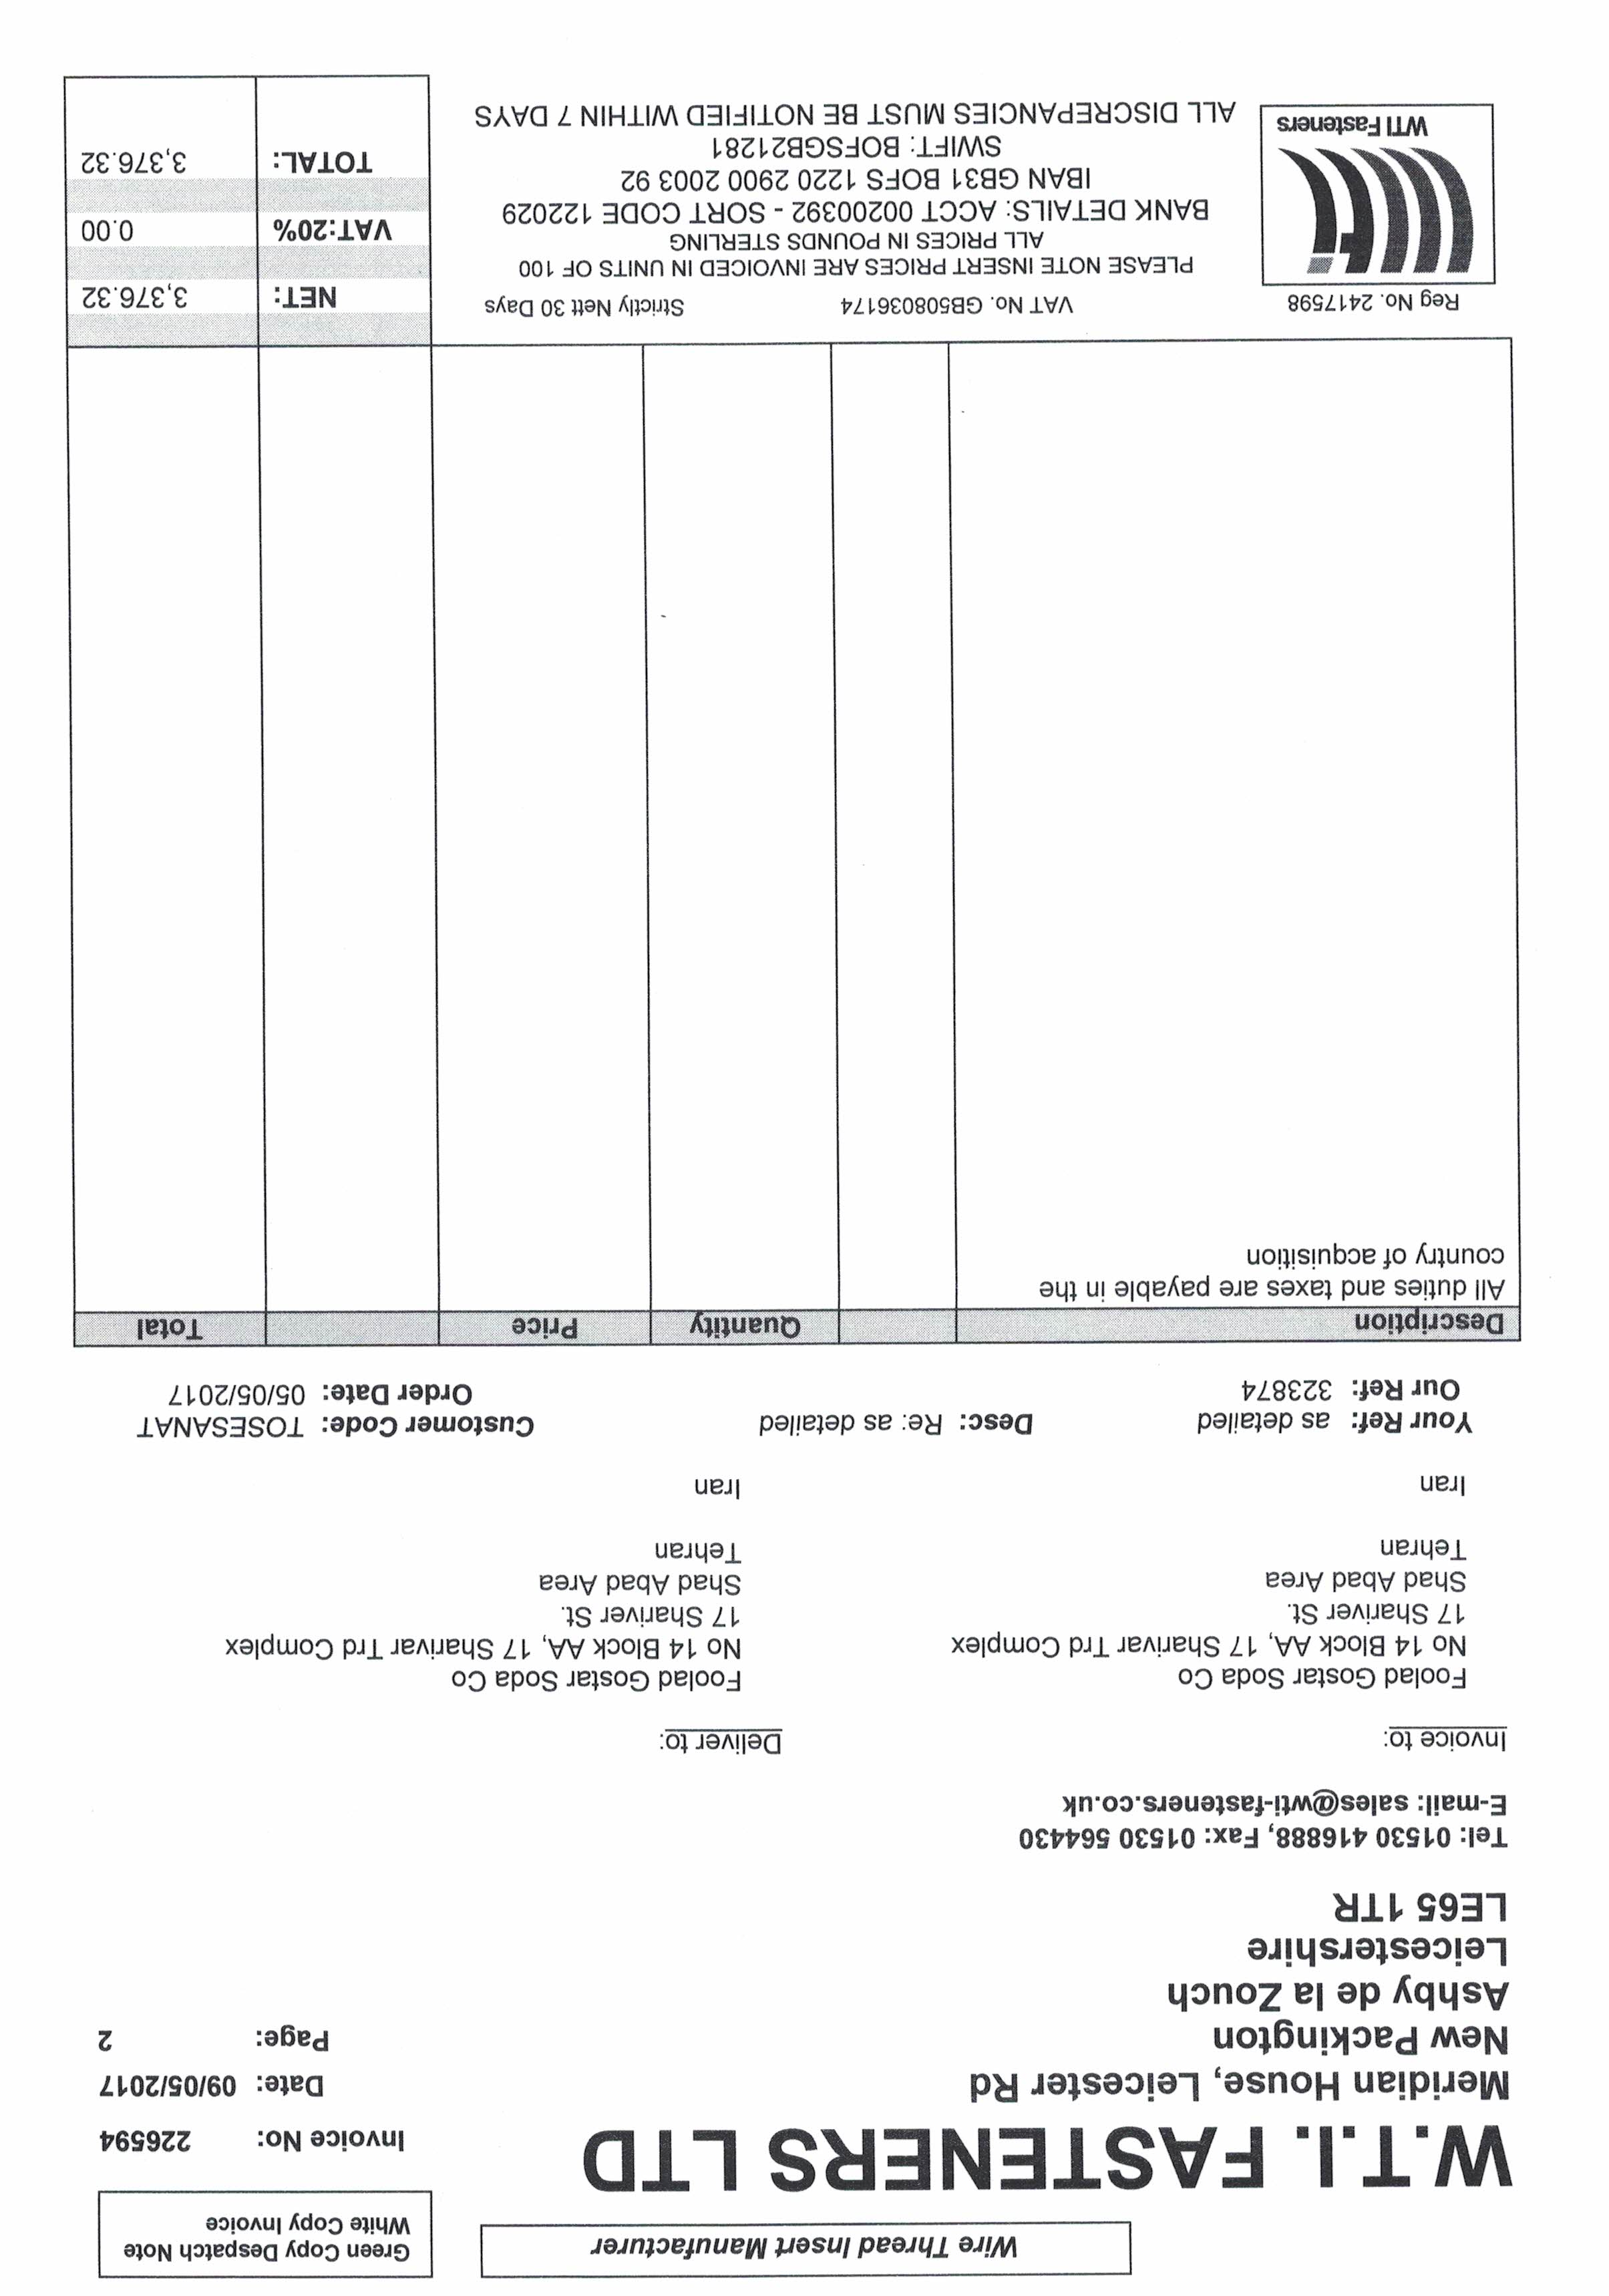 Wire Thread Insert Manufacturer
Green Copy Despatch Note
White Copy Invoice
W.T.I. FASTENERS LTD
Invoice No: 226594
Date: 09/05/2017
Page: 2
Meridian House, Leicester Rd
New Packington
Ashby de la Zouch
Leicestershire
LE65 1TR
Tel: 01530 416888, Fax: 01530 564430
E-mail: sales@wti-fasteners.co.uk
Invoice to:
Foolad Gostar Soda Co
No 14 Block AA, 17 Sharivar Trd Complex
17 Shariver St.
Shad Abad Area
Tehran
Iran
Deliver to:
Foolad Gostar Soda Co
No 14 Block AA, 17 Sharivar Trd Complex
17 Shariver St.
Shad Abad Area
Tehran
Iran
Your Ref: as detailed Desc: Re: as detailed Customer Code: TOSESANAT
Our Ref: 323874 Order Date: 05/05/2017
Description Quantity Price Total
All duties and taxes are payable in the
country of acquisition
Reg No. 2417598 VAT No. GB508036174 Strictly Nett 30 Days
PLEASE NOTE INSERT PRICES ARE INVOICED IN UNITS OF 100
ALL PRICES IN POUNDS STERLING
BANK DETAILS: ACCT 00200392 - SORT CODE 122029
IBAN GB31 BOFS 1220 2900 2003 92
SWIFT: BOFSGB21281
ALL DISCREPANCIES MUST BE NOTIFIED WITHIN 7 DAYS
WTI Fasteners
NET: 3,376.32
VAT:20% 0.00
TOTAL: 3,376.32